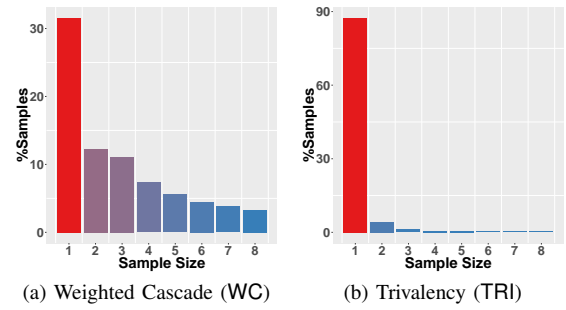 30
20
10
0
%Samples
1 2 3 4 5 6 7 8
Sample Size
(a) Weighted Cascade (WC)
90
60
30
0
%Samples
1 2 3 4 5 6 7 8
Sample Size
(b) Trivalency (TRI)